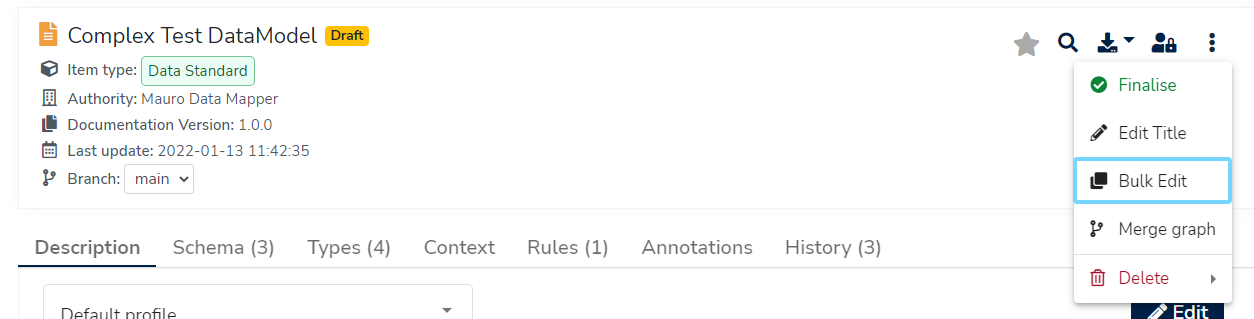 Complex Test DataModel Draft
Item type: Data Standard
Authority: Mauro Data Mapper
Documentation Version: 1.0.0
Last update: 2022-01-13 11:42:35
Branch: main
Finalise
Edit Title
Bulk Edit
Merge graph
Delete
Description Schema (3) Types (4) Context Rules (1) Annotations History (3)
Default profile
Edit